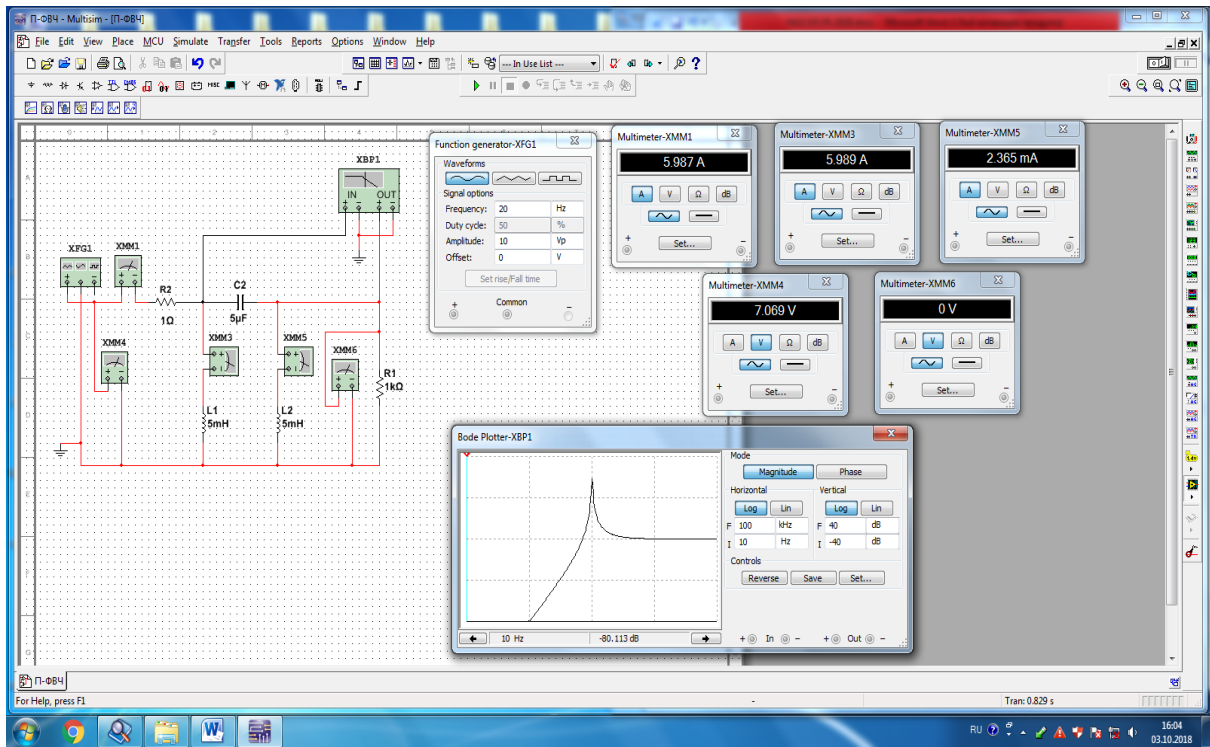 П-ФВЧ - Multisim - [П-ФВЧ]
File Edit View Place MCU Simulate Transfer Tools Reports Options Window Help
--- In Use List ---
MISC
0 1 2 3 4
Function generator-XFG1
Waveforms
Signal options
Frequency: 20 Hz
Duty cycle: 50 %
Amplitude: 10 Vp
Offset: 0 V
Set rise/Fall time
+ Common −
Multimeter-XMM1
5.987 A
A V Ω dB
+ Set... −
Multimeter-XMM3
5.989 A
A V Ω dB
+ Set... −
Multimeter-XMM5
2.365 mA
A V Ω dB
+ Set... −
Multimeter-XMM4
7.069 V
A V Ω dB
+ Set... −
Multimeter-XMM6
0 V
A V Ω dB
+ Set... −
XBP1
IN OUT
XFG1 XMM1
R2 C2
1Ω 5µF
XMM4 XMM3 XMM5 XMM6
R1
1kΩ
L1 L2
5mH 5mH
Bode Plotter-XBP1
Mode
Magnitude Phase
Horizontal Vertical
Log Lin Log Lin
F 100 kHz F 40 dB
I 10 Hz I -40 dB
Controls
Reverse Save Set...
10 Hz -80.113 dB + In − + Out −
П-ФВЧ
For Help, press F1 - Tran: 0.829 s
RU 16:04
03.10.2018